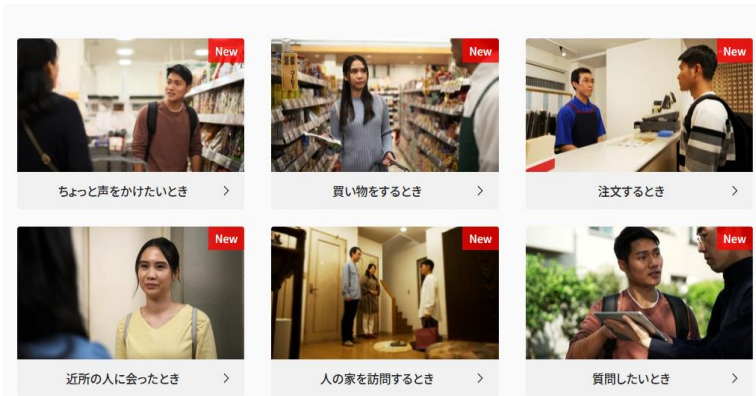 New
New
New
ちょっと声をかけたいとき
買い物をするとき
注文するとき
New
New
New
近所の人に会ったとき
人の家を訪問するとき
質問したいとき